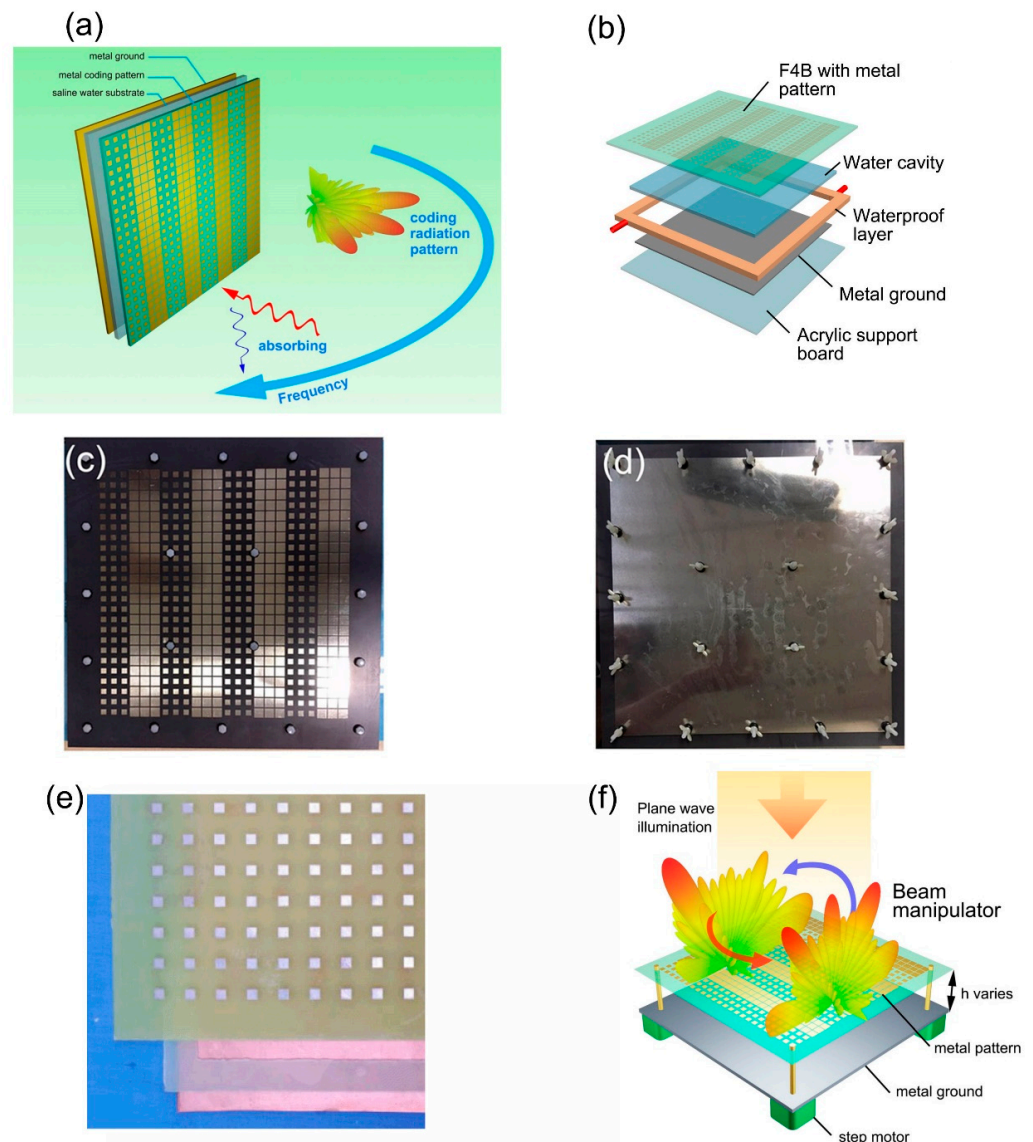 (a)
metal ground
metal coding pattern
saline water substrate
coding
radiation
pattern
absorbing
Frequency
(b)
F4B with metal
pattern
Water cavity
Waterproof
layer
Metal ground
Acrylic support
board
(c)
(d)
(e)
(f)
Plane wave
illumination
Beam
manipulator
h varies
metal pattern
metal ground
step motor